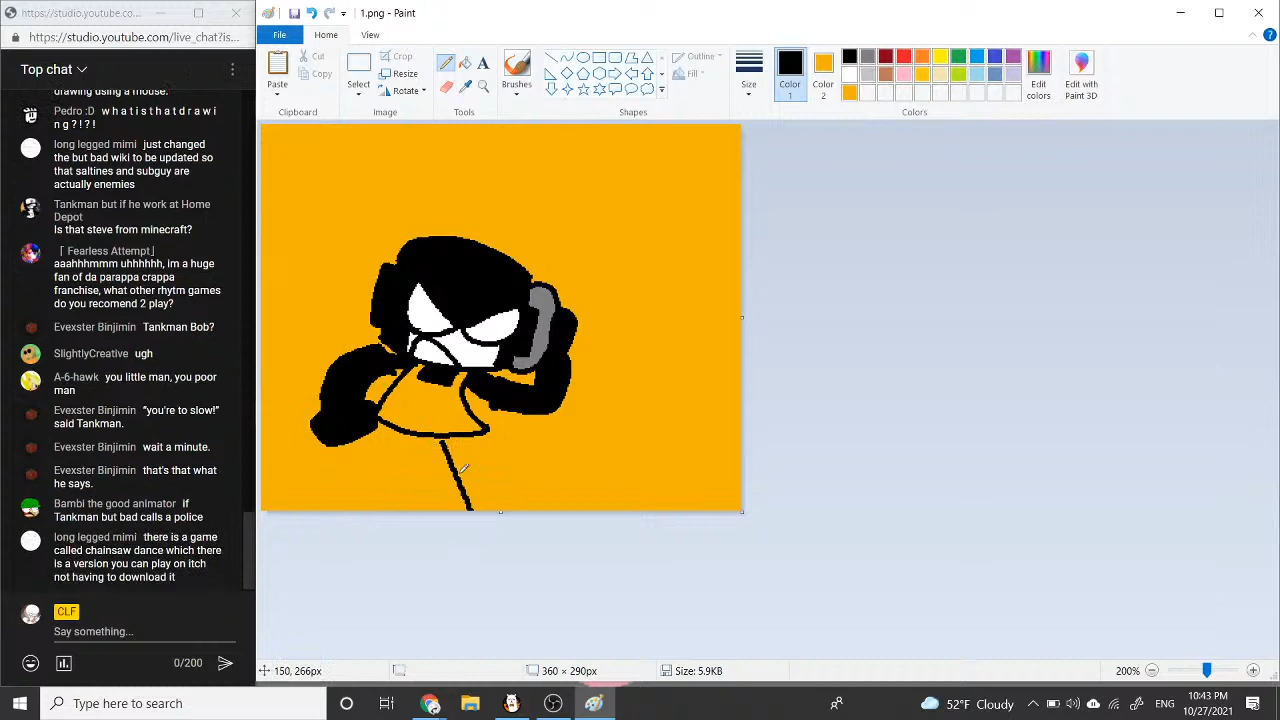 https://studio.youtube.com/live_chat?is...
https://studio.youtube.co...
Top chat
drawing using a mouse.
Pedro :D w h a t i s t h a t d r a w i
n g ? ! ? !
long legged mimi just changed
the but bad wiki to be updated so
that saltines and subguy are
actually enemies
Tankman but if he work at Home
Depot
Is that steve from minecraft?
「 Fearless Attempt」
aaahhhmmm uhhhhhh, im a huge
fan of da parappa crappa
franchise, what other rhytm games
do you recomend 2 play?
Evexster Binjimin Tankman Bob?
SlightlyCreative ugh
A-6-hawk you little man, you poor
man
Evexster Binjimin “you're to slow!”
said Tankman.
Evexster Binjimin wait a minute.
Evexster Binjimin that's that what
he says.
Bambi the good animator if
Tankman but bad calls a police
long legged mimi there is a game
called chainsaw dance which there
is a version you can play on itch
not having to download it
CLF
Say something...
0/200
1.png - Paint
File Home View
Paste
Cut
Copy
Clipboard
Select
Crop
Resize
Rotate
Image
A
Tools
Brushes
Outline
Fill
Shapes
Size
Color
1
Color
2
Edit
colors
Edit with
Paint 3D
Colors
150, 266px
360 × 290px
Size: 5.9KB
200%
Type here to search
52°F Cloudy
ENG
10:43 PM
10/27/2021